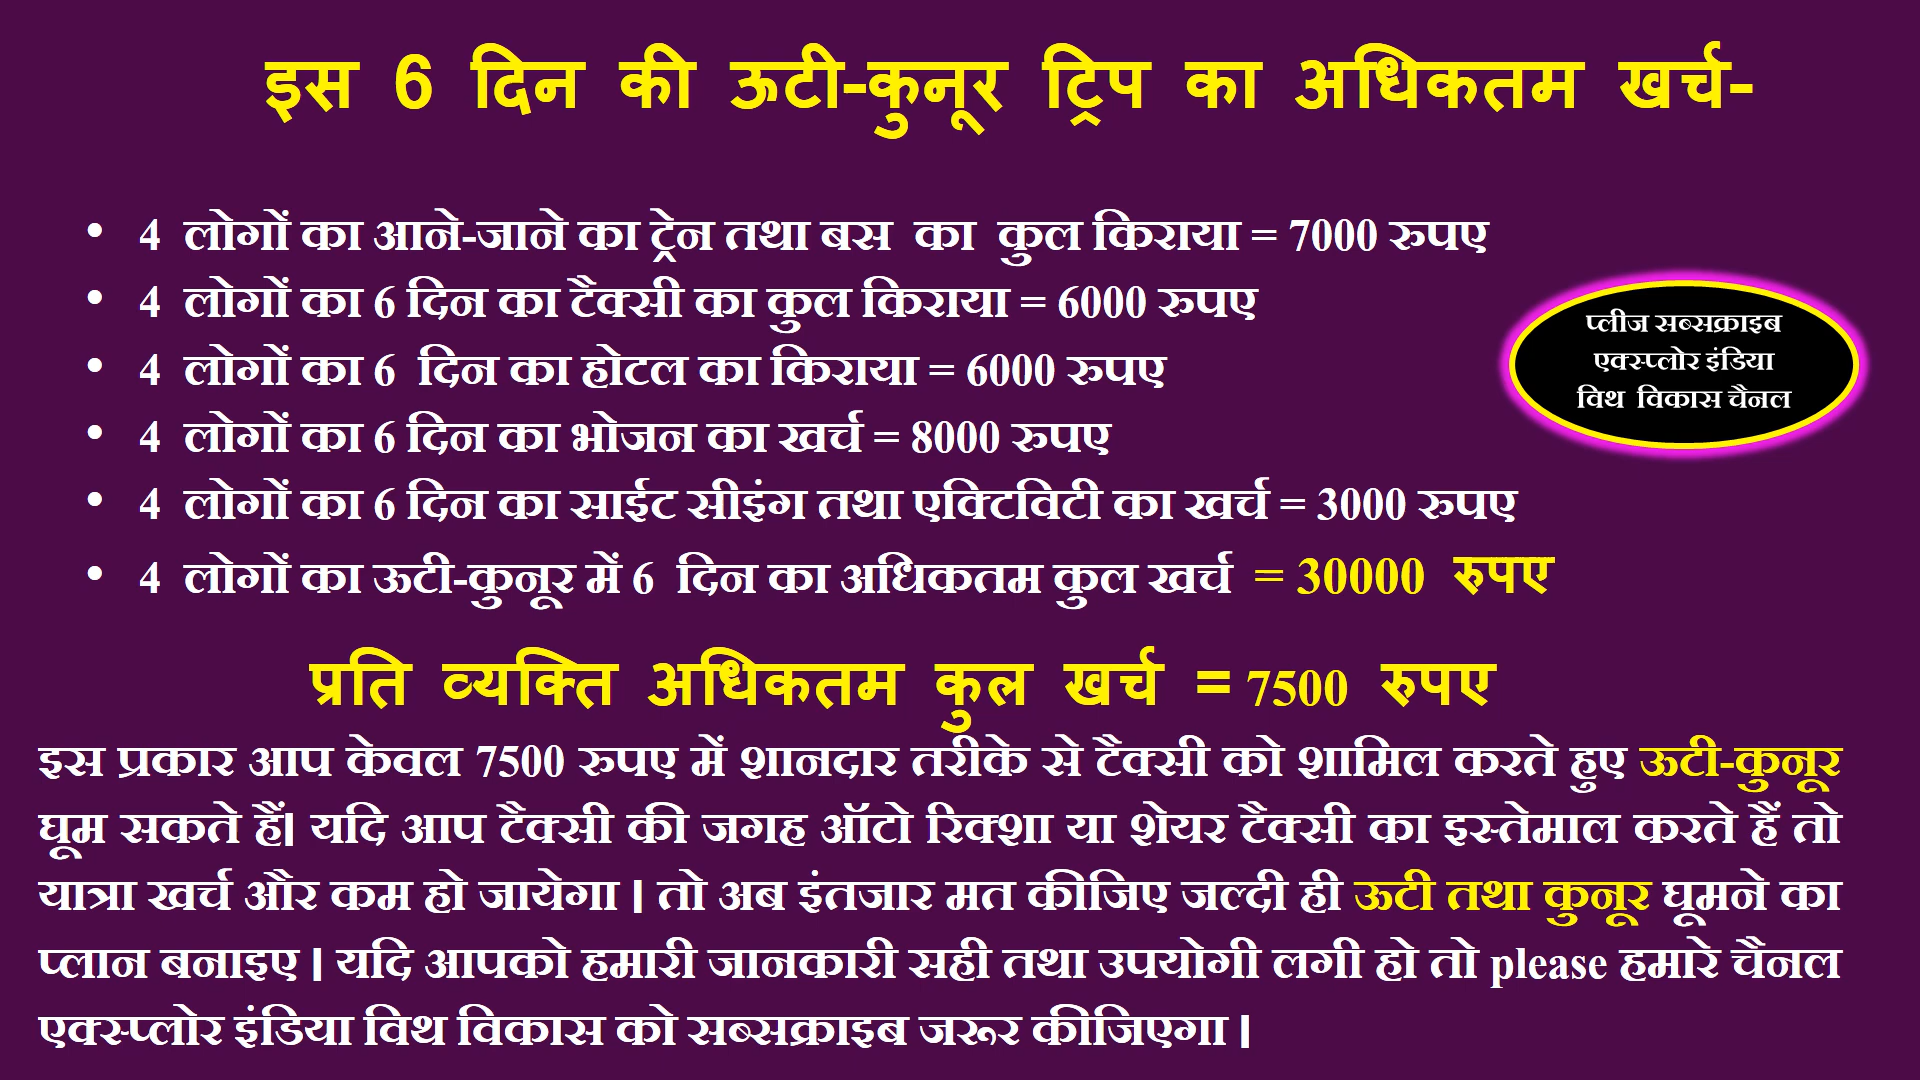 इस 6 दिन की ऊटी-कुनूर ट्रिप का अधिकतम खर्च-
• 4 लोगों का आने-जाने का ट्रेन तथा बस का कुल किराया = 7000 रुपए
• 4 लोगों का 6 दिन का टैक्सी का कुल किराया = 6000 रुपए
• 4 लोगों का 6 दिन का होटल का किराया = 6000 रुपए
• 4 लोगों का 6 दिन का भोजन का खर्च = 8000 रुपए
• 4 लोगों का 6 दिन का साईट सीइंग तथा एक्टिविटी का खर्च = 3000 रुपए
• 4 लोगों का ऊटी-कुनूर में 6 दिन का अधिकतम कुल खर्च = 30000 रुपए
प्लीज सब्सक्राइब
एक्स्प्लोर इंडिया
विथ विकास चैनल
प्रति व्यक्ति अधिकतम कुल खर्च = 7500 रुपए
इस प्रकार आप केवल 7500 रुपए में शानदार तरीके से टैक्सी को शामिल करते हुए ऊटी-कुनूर
घूम सकते हैं। यदि आप टैक्सी की जगह ऑटो रिक्शा या शेयर टैक्सी का इस्तेमाल करते हैं तो
यात्रा खर्च और कम हो जायेगा। तो अब इंतजार मत कीजिए जल्दी ही ऊटी तथा कुनूर घूमने का
प्लान बनाइए। यदि आपको हमारी जानकारी सही तथा उपयोगी लगी हो तो please हमारे चैनल
एक्स्प्लोर इंडिया विथ विकास को सब्सक्राइब जरूर कीजिएगा।